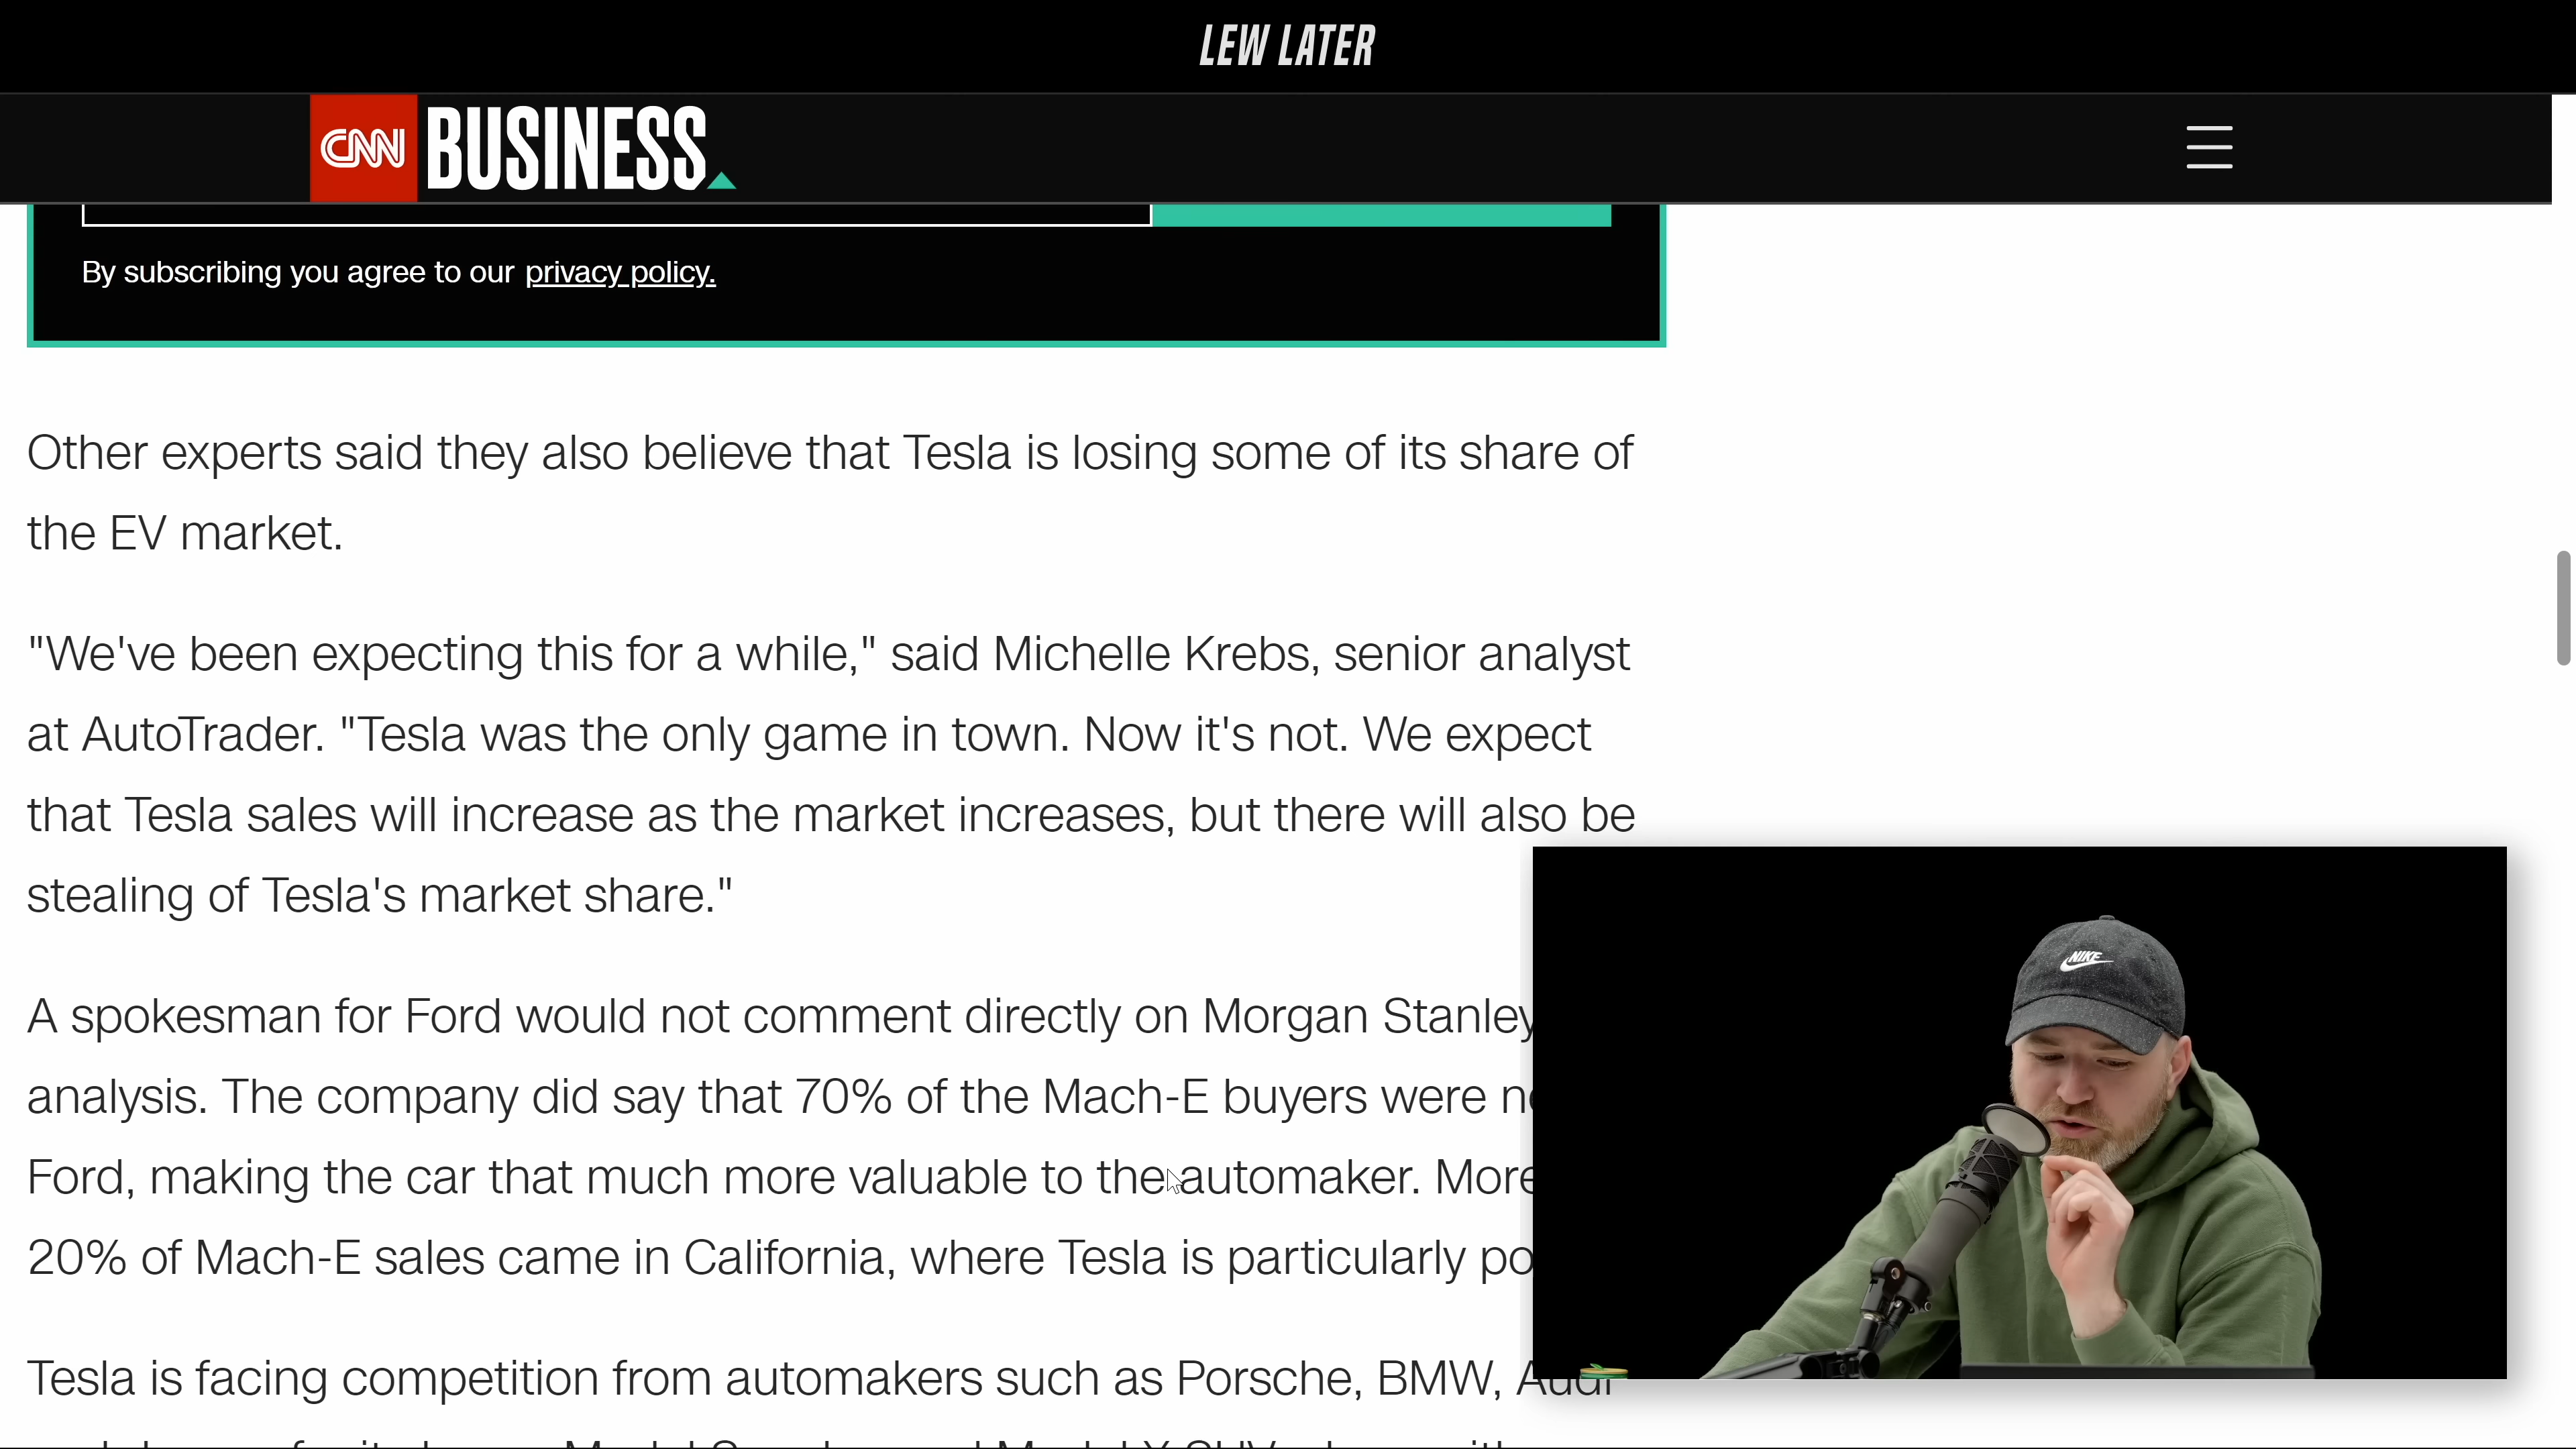 LEW LATER
CNN BUSINESS
By subscribing you agree to our privacy policy.
Other experts said they also believe that Tesla is losing some of its share of
the EV market.
"We've been expecting this for a while," said Michelle Krebs, senior analyst
at AutoTrader. "Tesla was the only game in town. Now it's not. We expect
that Tesla sales will increase as the market increases, but there will also be
stealing of Tesla's market share."
A spokesman for Ford would not comment directly on Morgan Stanley
analysis. The company did say that 70% of the Mach-E buyers were
Ford, making the car that much more valuable to the automaker. More
20% of Mach-E sales came in California, where Tesla is particularly
Tesla is facing competition from automakers such as Porsche, BMW, Audi
NIKE